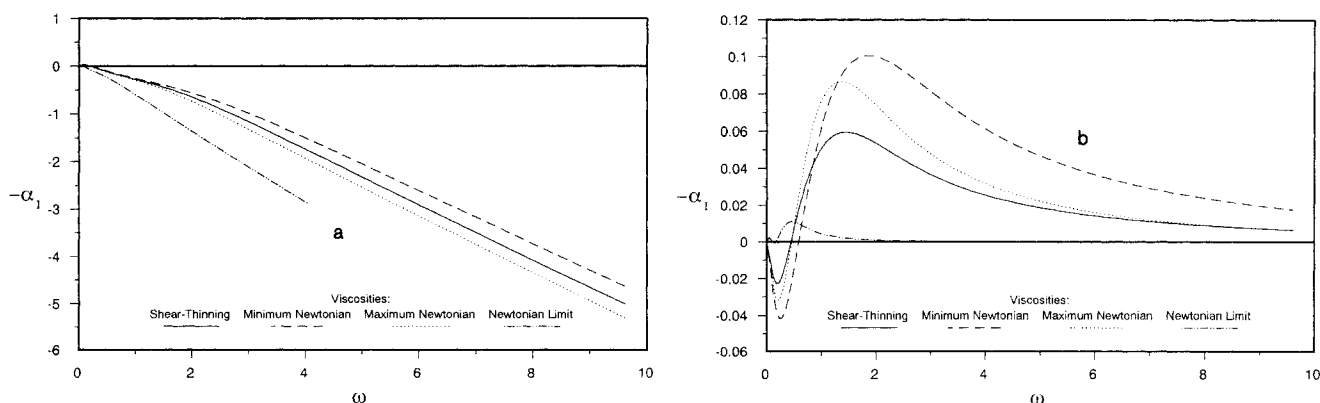 1
0
-1
-2
-3
-4
-5
-6
−α₁
a
Viscosities:
Shear-Thinning Minimum Newtonian Maximum Newtonian Newtonian Limit
0 2 4 6 8 10
ω
0.12
0.1
0.08
0.06
0.04
0.02
0
-0.02
-0.04
-0.06
−α₁
b
Viscosities:
Shear-Thinning Minimum Newtonian Maximum Newtonian Newtonian Limit
0 2 4 6 8 10
ω